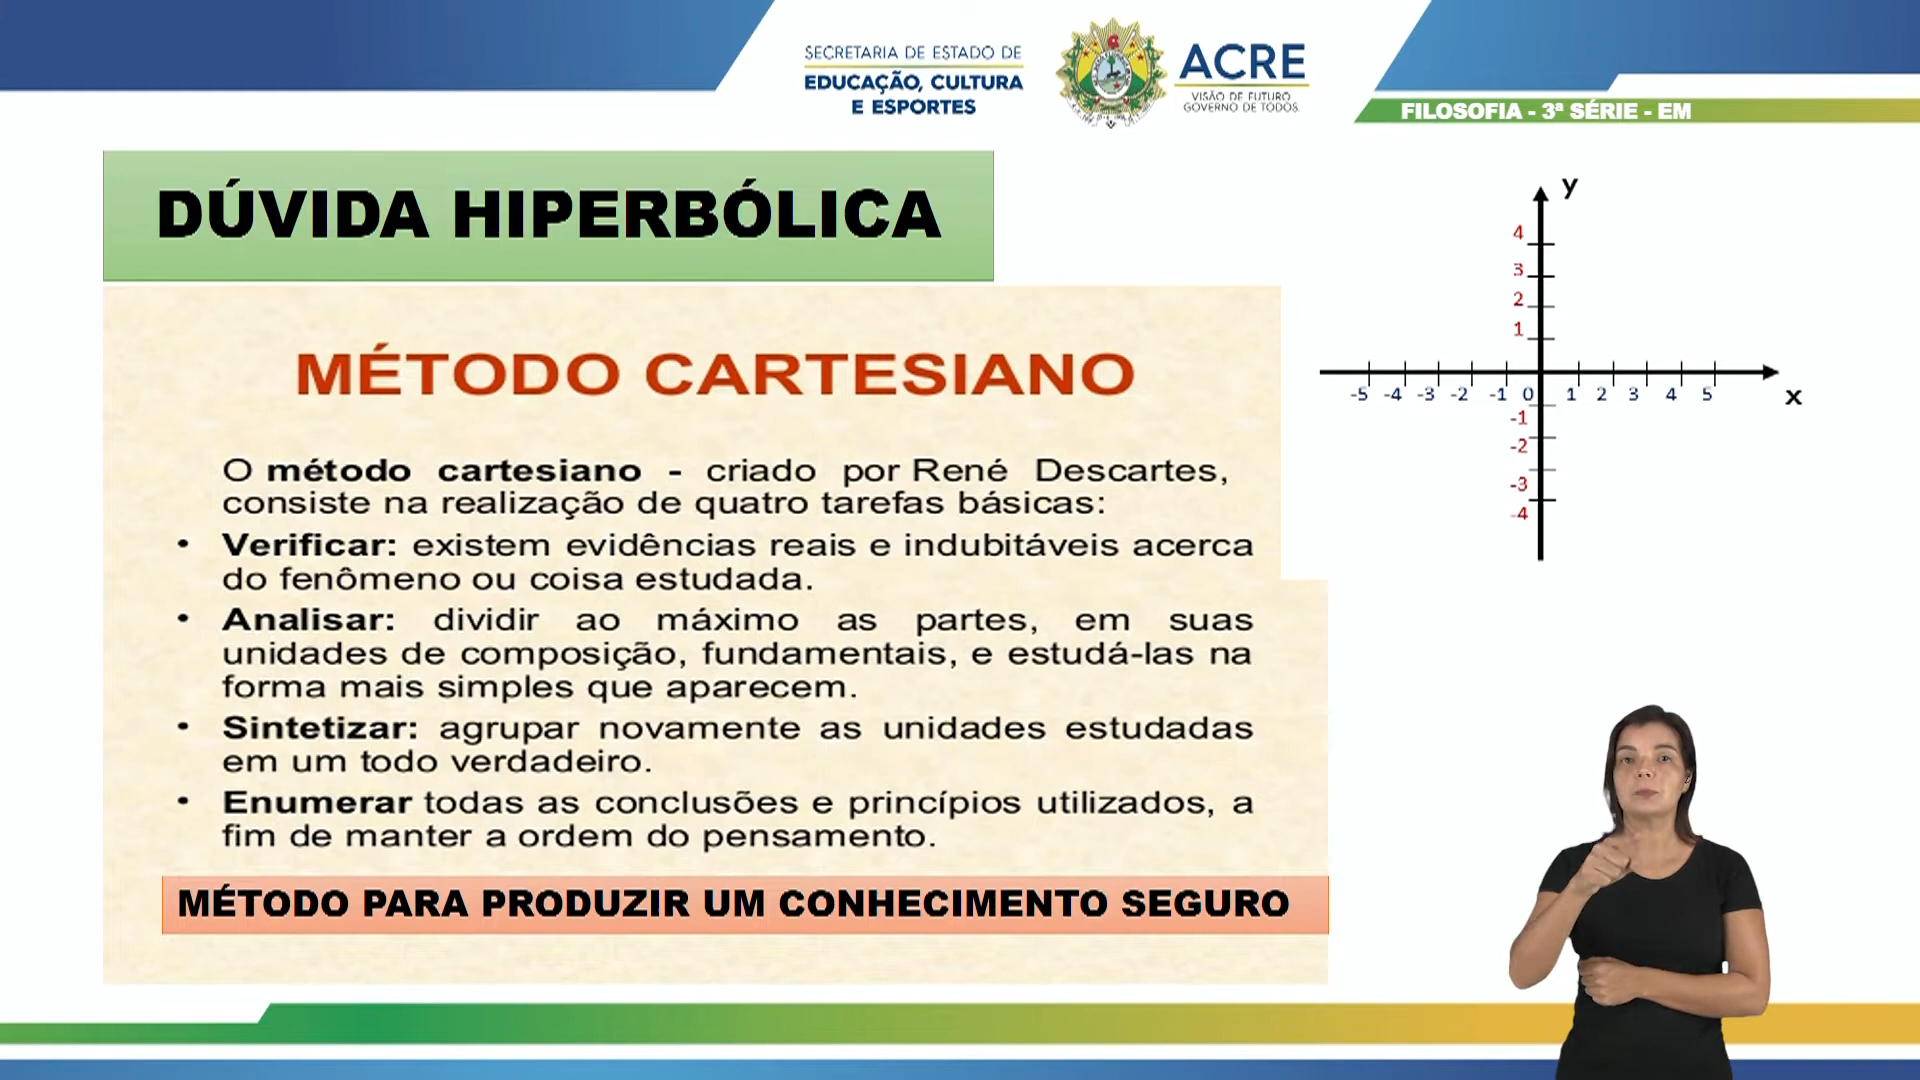 SECRETARIA DE ESTADO DE
EDUCAÇÃO, CULTURA
E ESPORTES
ACRE
VISÃO DE FUTURO
GOVERNO DE TODOS
FILOSOFIA - 3ª SÉRIE - EM
DÚVIDA HIPERBÓLICA
MÉTODO CARTESIANO
O método cartesiano - criado por René Descartes,
consiste na realização de quatro tarefas básicas:
• Verificar: existem evidências reais e indubitáveis acerca
do fenômeno ou coisa estudada.
• Analisar: dividir ao máximo as partes, em suas
unidades de composição, fundamentais, e estudá-las na
forma mais simples que aparecem.
• Sintetizar: agrupar novamente as unidades estudadas
em um todo verdadeiro.
• Enumerar todas as conclusões e princípios utilizados, a
fim de manter a ordem do pensamento.
MÉTODO PARA PRODUZIR UM CONHECIMENTO SEGURO
y
4
3
2
1
-5 -4 -3 -2 -1 0 1 2 3 4 5
x
-1
-2
-3
-4